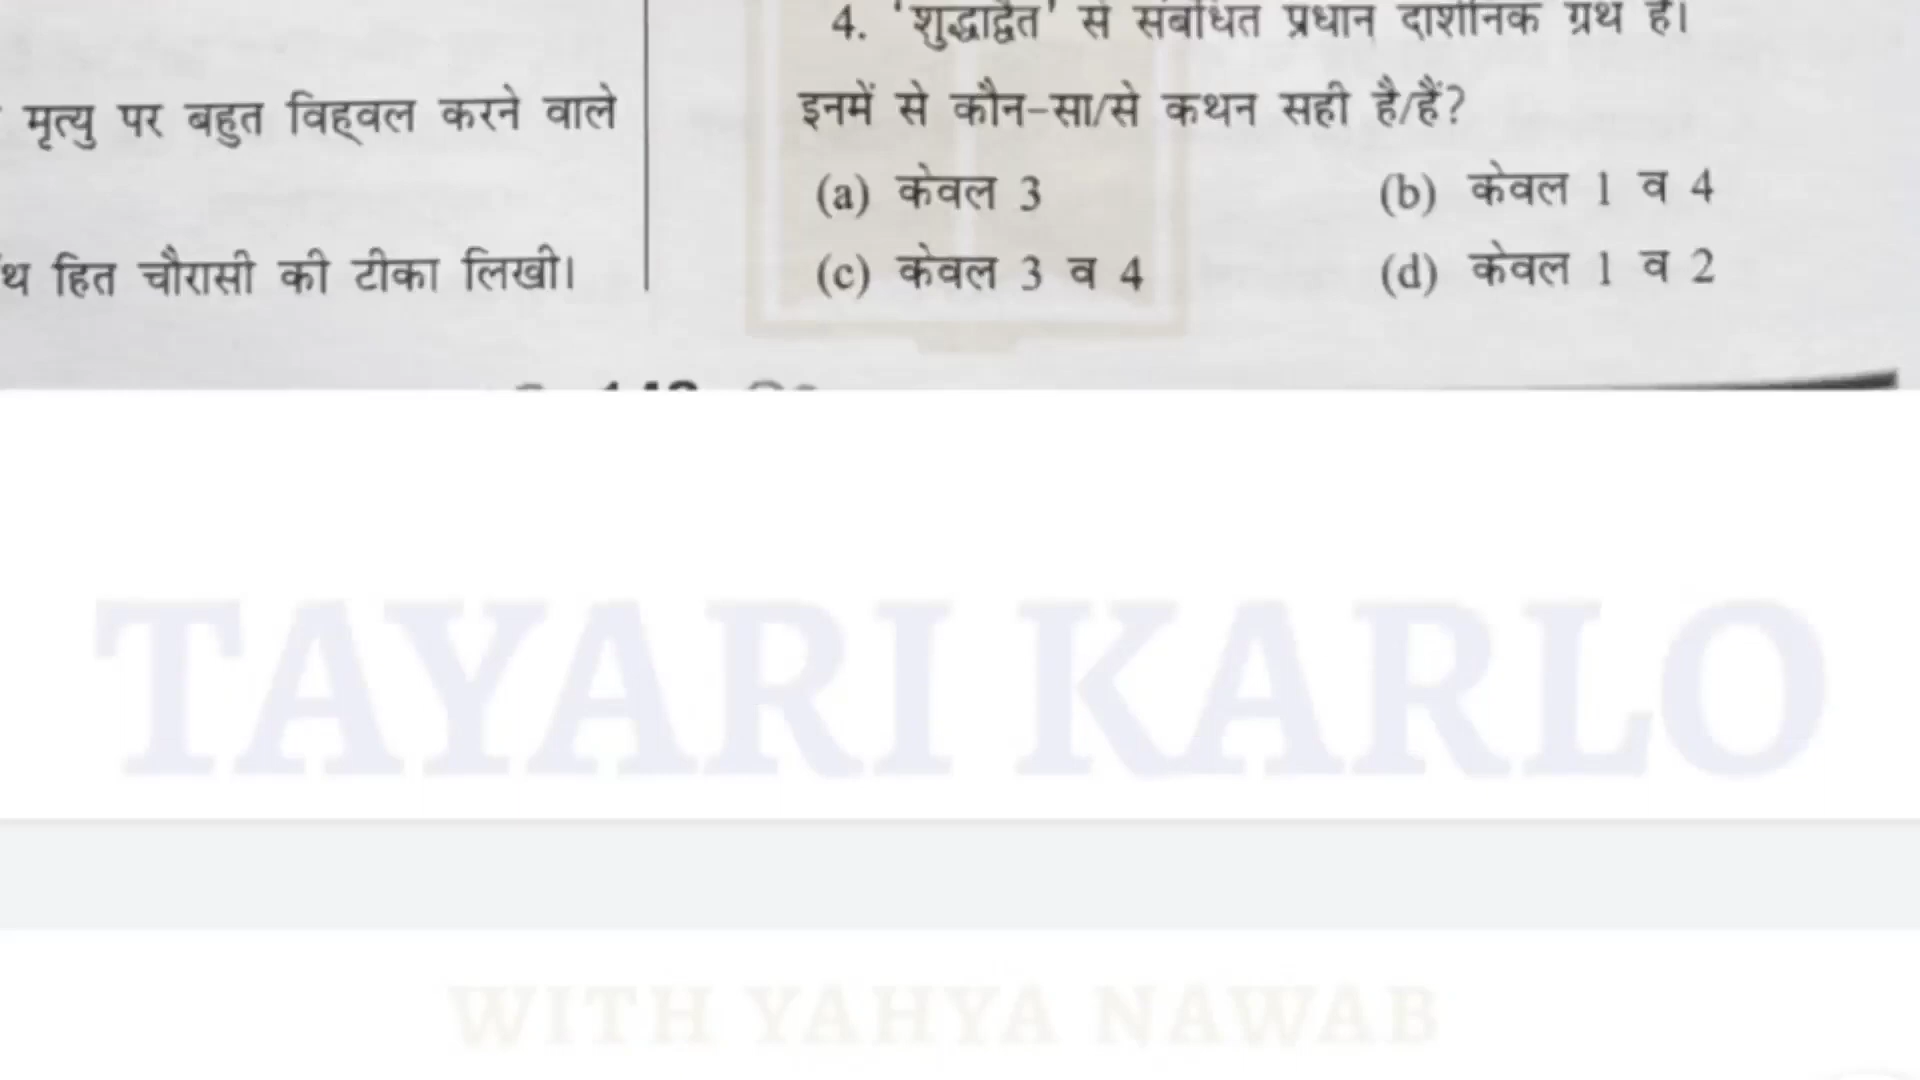 मृत्यु पर बहुत विह्वल करने वाले
थ हित चौरासी की टीका लिखी।
4. 'शुद्धाद्वैत' से संबंधित प्रधान दार्शनिक ग्रंथ है।
इनमें से कौन-सा/से कथन सही है/हैं?
(a) केवल 3 (b) केवल 1 व 4
(c) केवल 3 व 4 (d) केवल 1 व 2
TAYARI KARLO
WITH YAHYA NAWAB